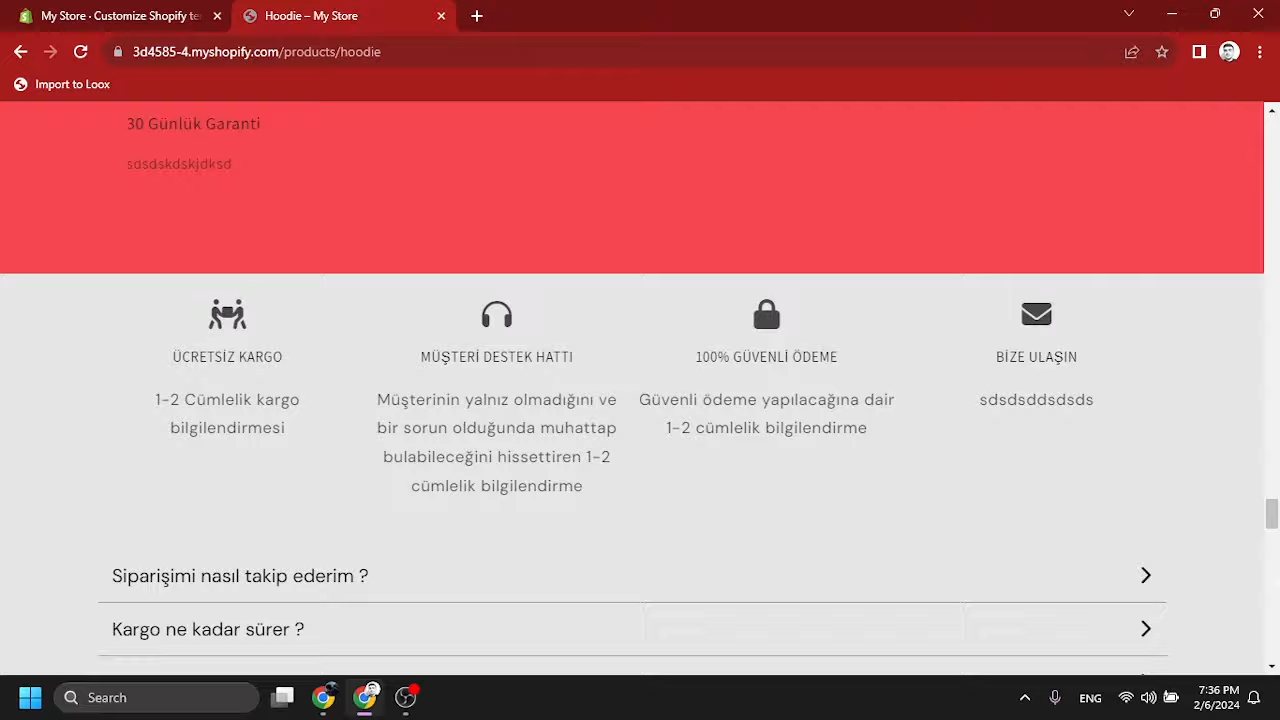 My Store · Customize Shopify te
Hoodie – My Store
3d4585-4.myshopify.com/products/hoodie
Import to Loox
30 Günlük Garanti
sdsdskdskjdksd
ÜCRETSİZ KARGO
1-2 Cümlelik kargo
bilgilendirmesi
MÜŞTERİ DESTEK HATTI
Müşterinin yalnız olmadığını ve
bir sorun olduğunda muhattap
bulabileceğini hissettiren 1-2
cümlelik bilgilendirme
100% GÜVENLİ ÖDEME
Güvenli ödeme yapılacağına dair
1-2 cümlelik bilgilendirme
BİZE ULAŞIN
sdsdsddsdsds
Siparişimi nasıl takip ederim ?
Kargo ne kadar sürer ?
Search
ENG
7:36 PM
2/6/2024